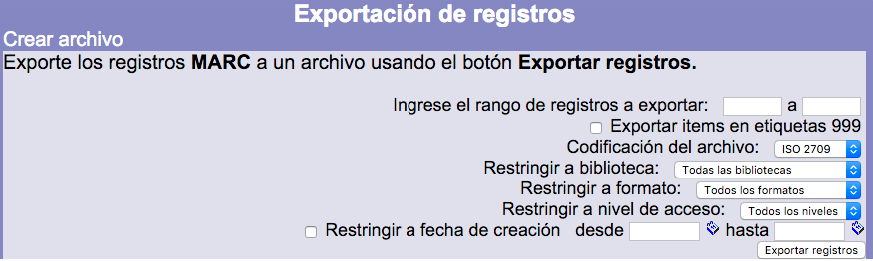 Exportación de registros
Crear archivo
Exporte los registros MARC a un archivo usando el botón Exportar registros.
Ingrese el rango de registros a exportar: a
Exportar items en etiquetas 999
Codificación del archivo: ISO 2709
Restringir a biblioteca: Todas las bibliotecas
Restringir a formato: Todos los formatos
Restringir a nivel de acceso: Todos los niveles
Restringir a fecha de creación desde hasta
Exportar registros